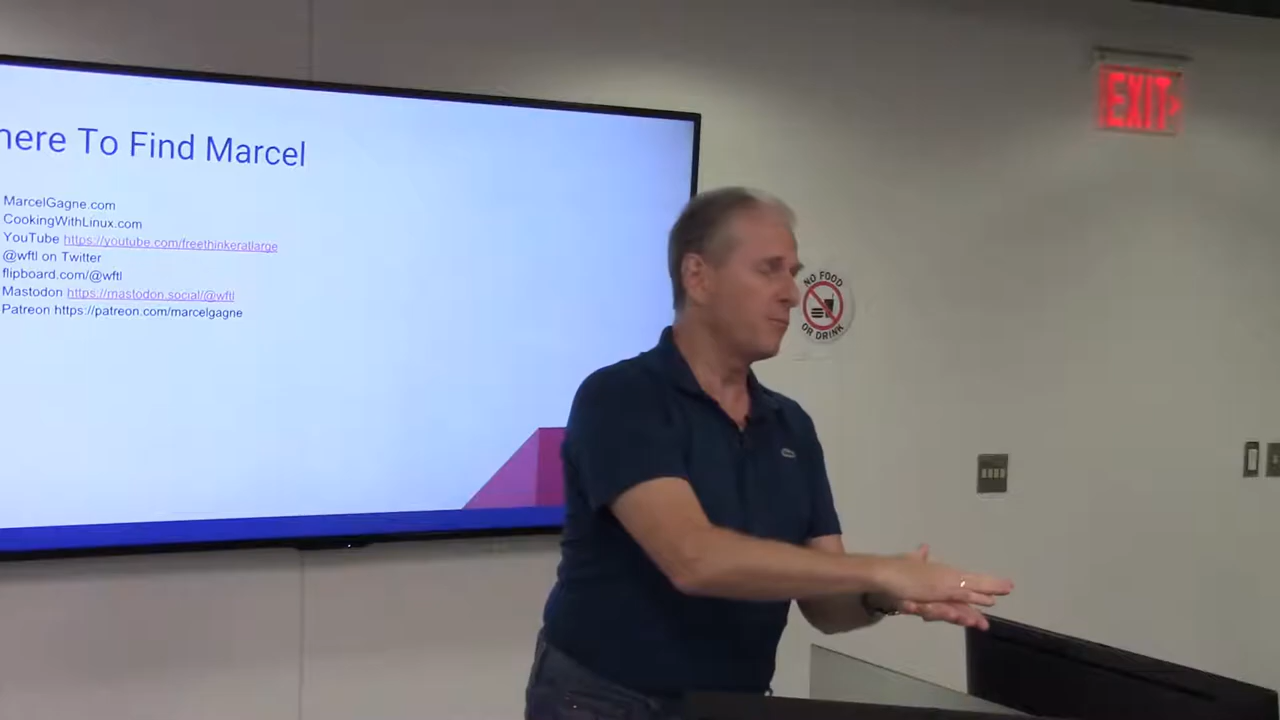 here To Find Marcel
MarcelGagne.com
CookingWithLinux.com
YouTube https://youtube.com/freethinkeratlarge
@wftl on Twitter
flipboard.com/@wftl
Mastodon https://mastodon.social/@wftl
Patreon https://patreon.com/marcelgagne
EXIT
NO FOOD
OR DRINK